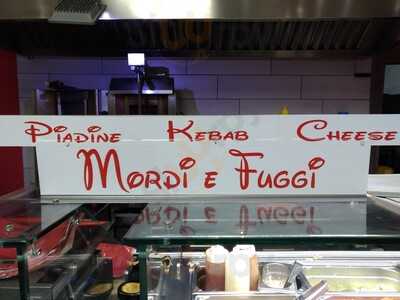 Piadine Kebab Cheese
Mordi e Fuggi